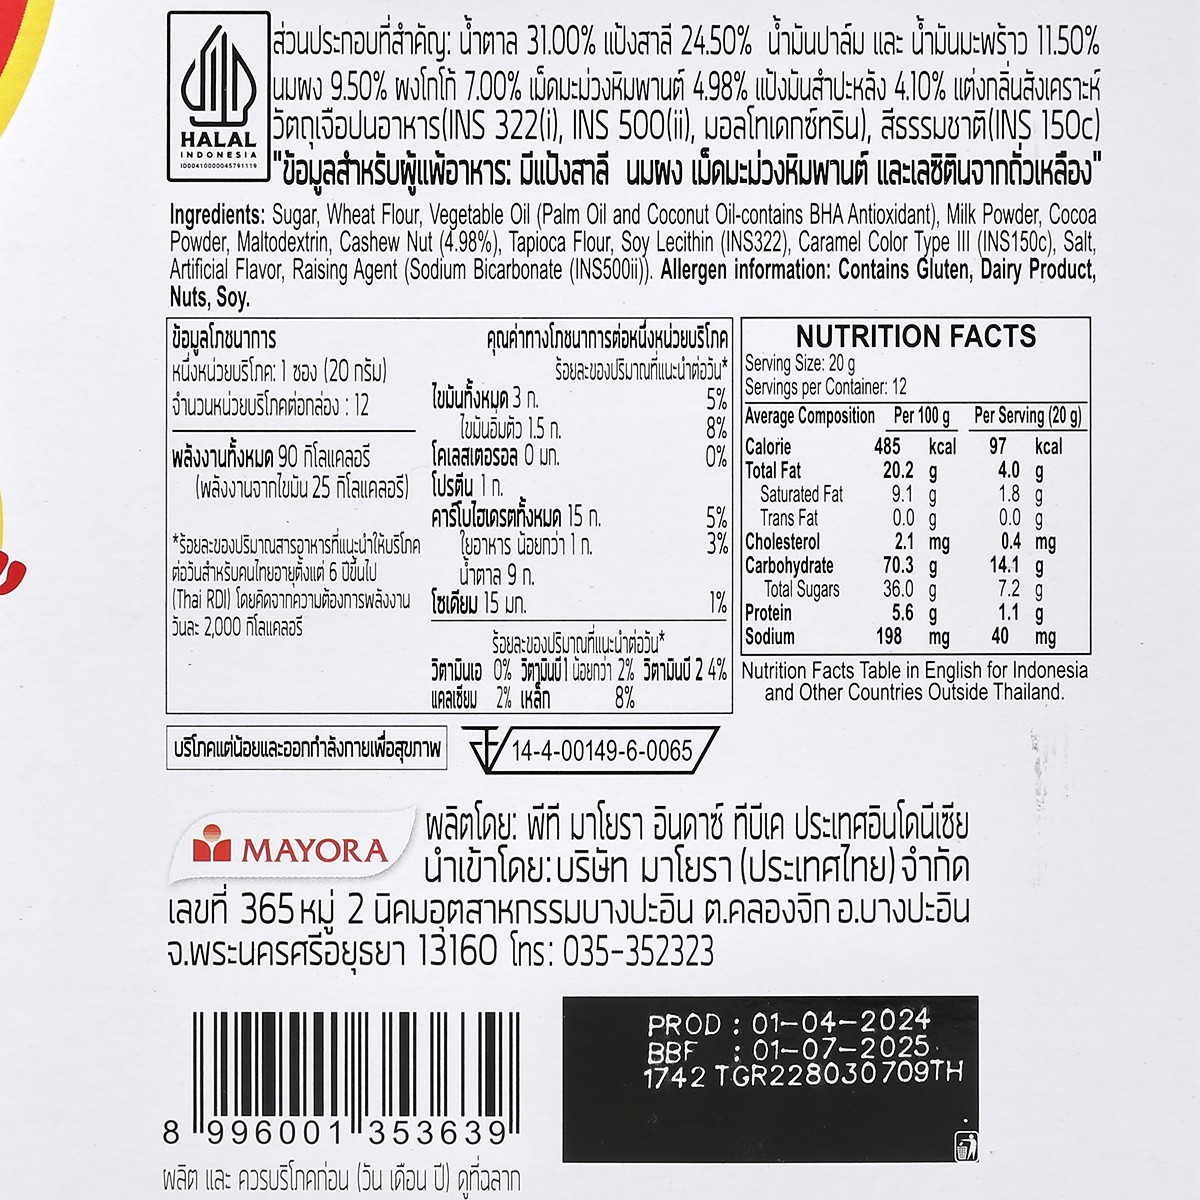 ส่วนประกอบที่สำคัญ: น้ำตาล 31.00% แป้งสาลี 24.50% น้ำมันปาล์ม และ น้ำมันมะพร้าว 11.50%
นมผง 9.50% ผงโกโก้ 7.00% เม็ดมะม่วงหิมพานต์ 4.98% แป้งมันสำปะหลัง 4.10% แต่งกลิ่นสังเคราะห์
วัตถุเจือปนอาหาร(INS 322(i), INS 500(ii), มอลโทเดกซ์ทริน), สีธรรมชาติ(INS 150c)
"ข้อมูลสำหรับผู้แพ้อาหาร: มีแป้งสาลี นมผง เม็ดมะม่วงหิมพานต์ และเลซิตินจากถั่วเหลือง"
HALAL
INDONESIA
ID00410000045791119
Ingredients: Sugar, Wheat Flour, Vegetable Oil (Palm Oil and Coconut Oil-contains BHA Antioxidant), Milk Powder, Cocoa
Powder, Maltodextrin, Cashew Nut (4.98%), Tapioca Flour, Soy Lecithin (INS322), Caramel Color Type III (INS150c), Salt,
Artificial Flavor, Raising Agent (Sodium Bicarbonate (INS500ii)). Allergen information: Contains Gluten, Dairy Product,
Nuts, Soy.
ข้อมูลโภชนาการ
หนึ่งหน่วยบริโภค: 1 ซอง (20 กรัม)
จำนวนหน่วยบริโภคต่อกล่อง : 12
พลังงานทั้งหมด 90 กิโลแคลอรี
(พลังงานจากไขมัน 25 กิโลแคลอรี)
*ร้อยละของปริมาณสารอาหารที่แนะนำให้บริโภค
ต่อวันสำหรับคนไทยอายุตั้งแต่ 6 ปีขึ้นไป
(Thai RDI) โดยคิดจากความต้องการพลังงาน
วันละ 2,000 กิโลแคลอรี
คุณค่าทางโภชนาการต่อหนึ่งหน่วยบริโภค
ร้อยละของปริมาณที่แนะนำต่อวัน*
ไขมันทั้งหมด 3 ก. 5%
ไขมันอิ่มตัว 1.5 ก. 8%
โคเลสเตอรอล 0 มก. 0%
โปรตีน 1 ก.
คาร์โบไฮเดรตทั้งหมด 15 ก. 5%
ใยอาหาร น้อยกว่า 1 ก. 3%
น้ำตาล 9 ก.
โซเดียม 15 มก. 1%
ร้อยละของปริมาณที่แนะนำต่อวัน*
วิตามินเอ 0% วิตามินบี1 น้อยกว่า 2% วิตามินบี 2 4%
แคลเซียม 2% เหล็ก 8%
NUTRITION FACTS
Serving Size: 20 g
Servings per Container: 12
Average Composition Per 100 g Per Serving (20 g)
Calorie 485 kcal 97 kcal
Total Fat 20.2 g 4.0 g
Saturated Fat 9.1 g 1.8 g
Trans Fat 0.0 g 0.0 g
Cholesterol 2.1 mg 0.4 mg
Carbohydrate 70.3 g 14.1 g
Total Sugars 36.0 g 7.2 g
Protein 5.6 g 1.1 g
Sodium 198 mg 40 mg
Nutrition Facts Table in English for Indonesia
and Other Countries Outside Thailand.
บริโภคแต่น้อยและออกกำลังกายเพื่อสุขภาพ
14-4-00149-6-0065
MAYORA
ผลิตโดย: พีที มาโยรา อินดาซ์ ทีบีเค ประเทศอินโดนีเซีย
นำเข้าโดย: บริษัท มาโยรา (ประเทศไทย) จำกัด
เลขที่ 365 หมู่ 2 นิคมอุตสาหกรรมบางปะอิน ต.คลองจิก อ.บางปะอิน
จ.พระนครศรีอยุธยา 13160 โทร: 035-352323
8 996001 353639
ผลิต และ ควรบริโภคก่อน (วัน เดือน ปี) ดูที่ฉลาก
PROD : 01-04-2024
BBF : 01-07-2025
1742 TGR228030709TH